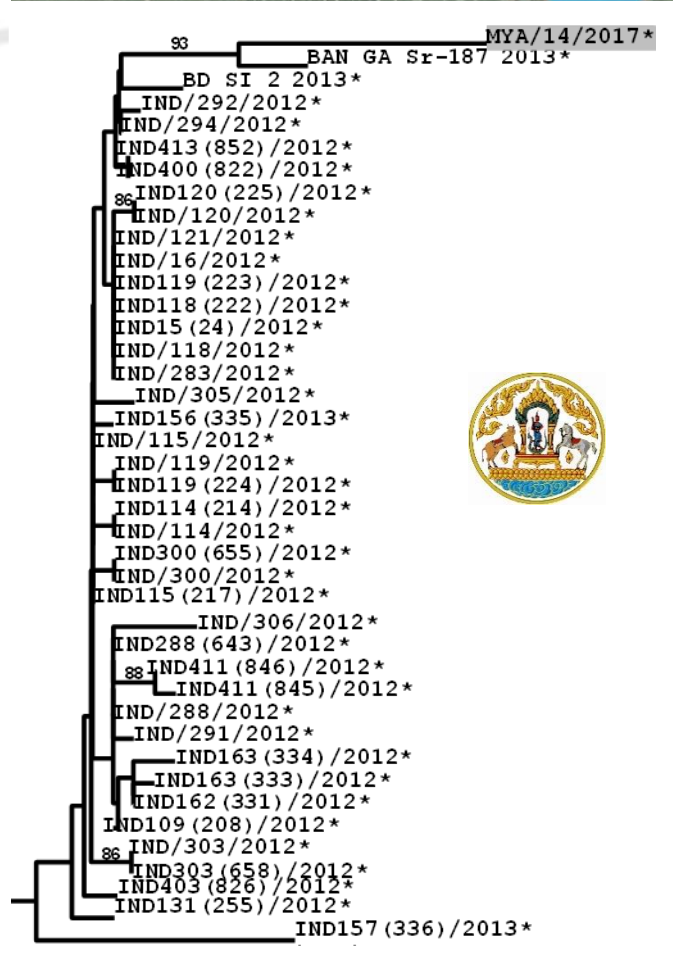 93
MYA/14/2017*
BAN GA Sr-187 2013*
BD SI 2 2013*
IND/292/2012*
IND/294/2012*
IND413(852)/2012*
IND400(822)/2012*
86
IND120(225)/2012*
IND/120/2012*
IND/121/2012*
IND/16/2012*
IND119(223)/2012*
IND118(222)/2012*
IND15(24)/2012*
IND/118/2012*
IND/283/2012*
IND/305/2012*
IND156(335)/2013*
IND/115/2012*
IND/119/2012*
IND119(224)/2012*
IND114(214)/2012*
IND/114/2012*
IND300(655)/2012*
IND/300/2012*
IND115(217)/2012*
IND/306/2012*
IND288(643)/2012*
88
IND411(846)/2012*
IND411(845)/2012*
IND/288/2012*
IND/291/2012*
IND163(334)/2012*
IND163(333)/2012*
IND162(331)/2012*
IND109(208)/2012*
86
IND/303/2012*
IND303(658)/2012*
IND403(826)/2012*
IND131(255)/2012*
IND157(336)/2013*